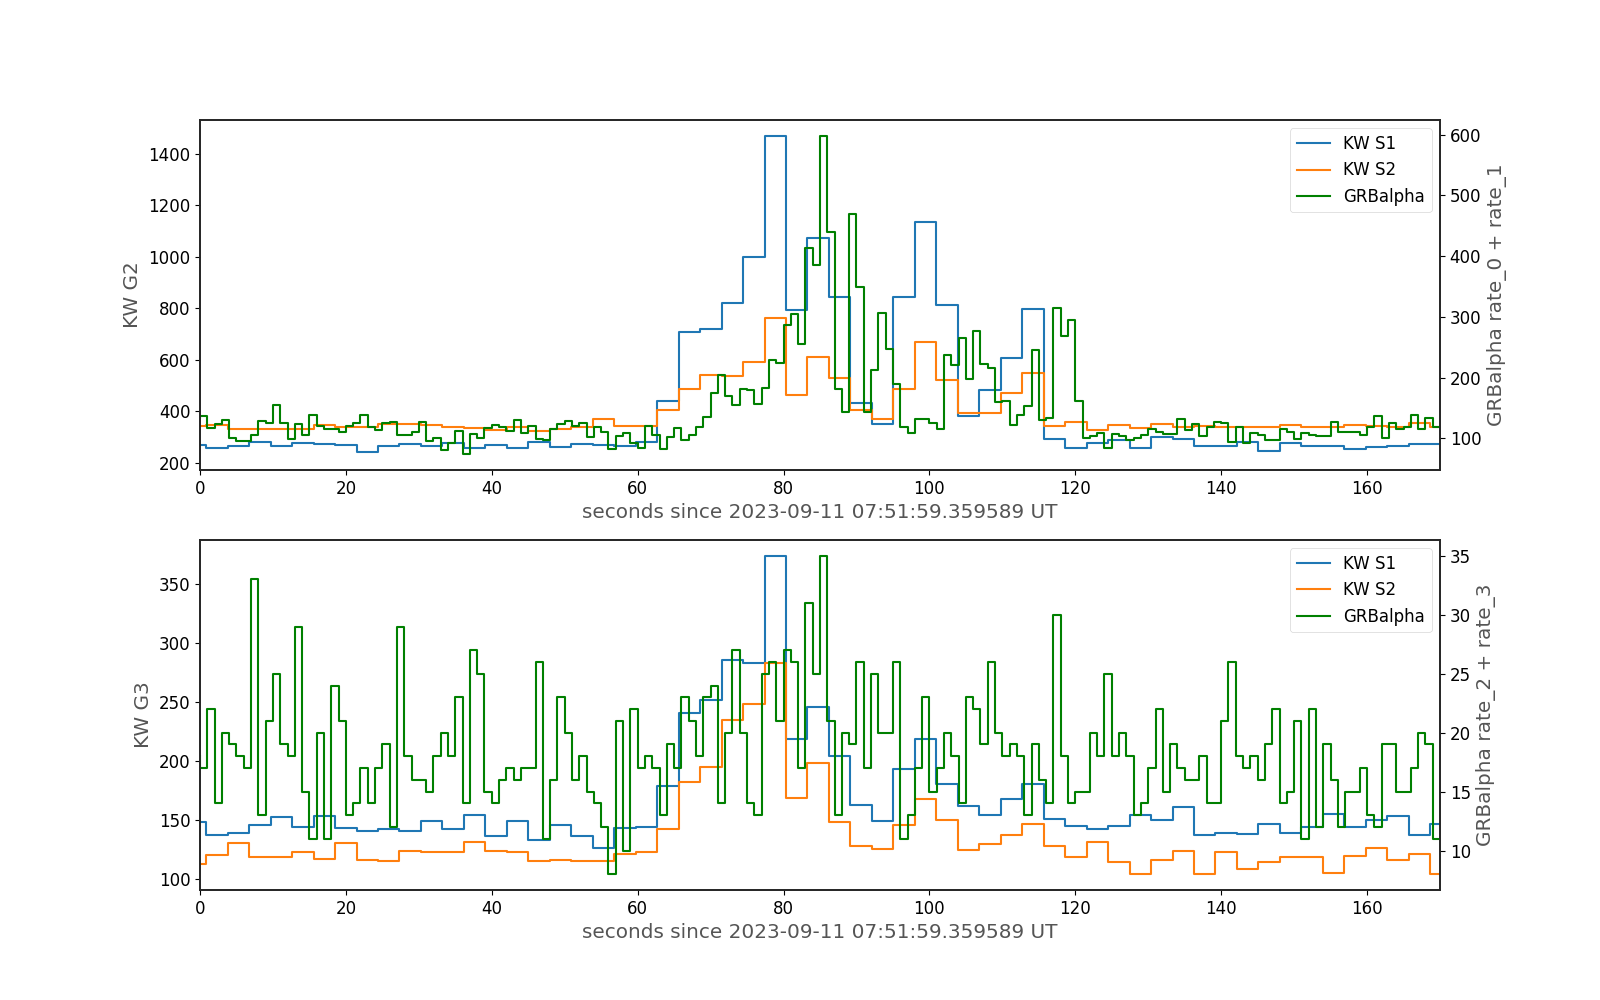 1400
1200
1000
800
600
400
200
KW G2
600
500
400
300
200
100
GRBalpha rate_0 + rate_1
KW S1
KW S2
GRBalpha
0 20 40 60 80 100 120 140 160
seconds since 2023-09-11 07:51:59.359589 UT
350
300
250
200
150
100
KW G3
35
30
25
20
15
10
GRBalpha rate_2 + rate_3
KW S1
KW S2
GRBalpha
0 20 40 60 80 100 120 140 160
seconds since 2023-09-11 07:51:59.359589 UT